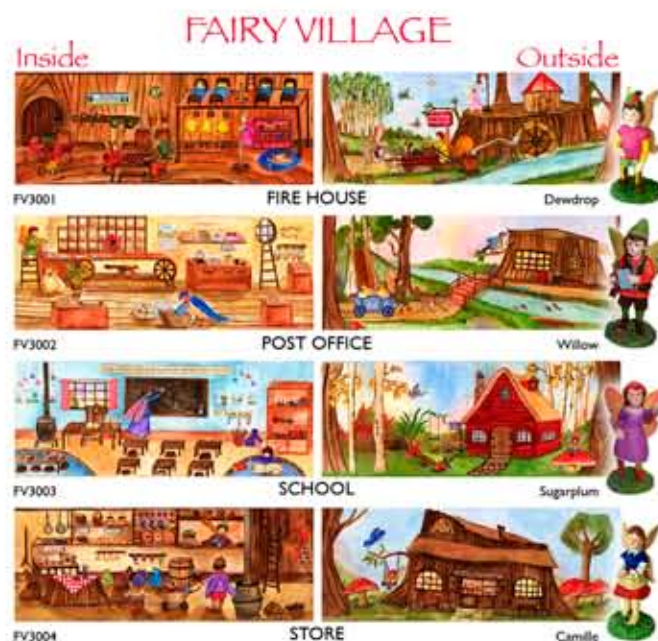 FAIRY VILLAGE
Inside Outside
FV3001 FIRE HOUSE Dewdrop
FV3002 POST OFFICE Willow
FV3003 SCHOOL Sugarplum
FV3004 STORE Camille